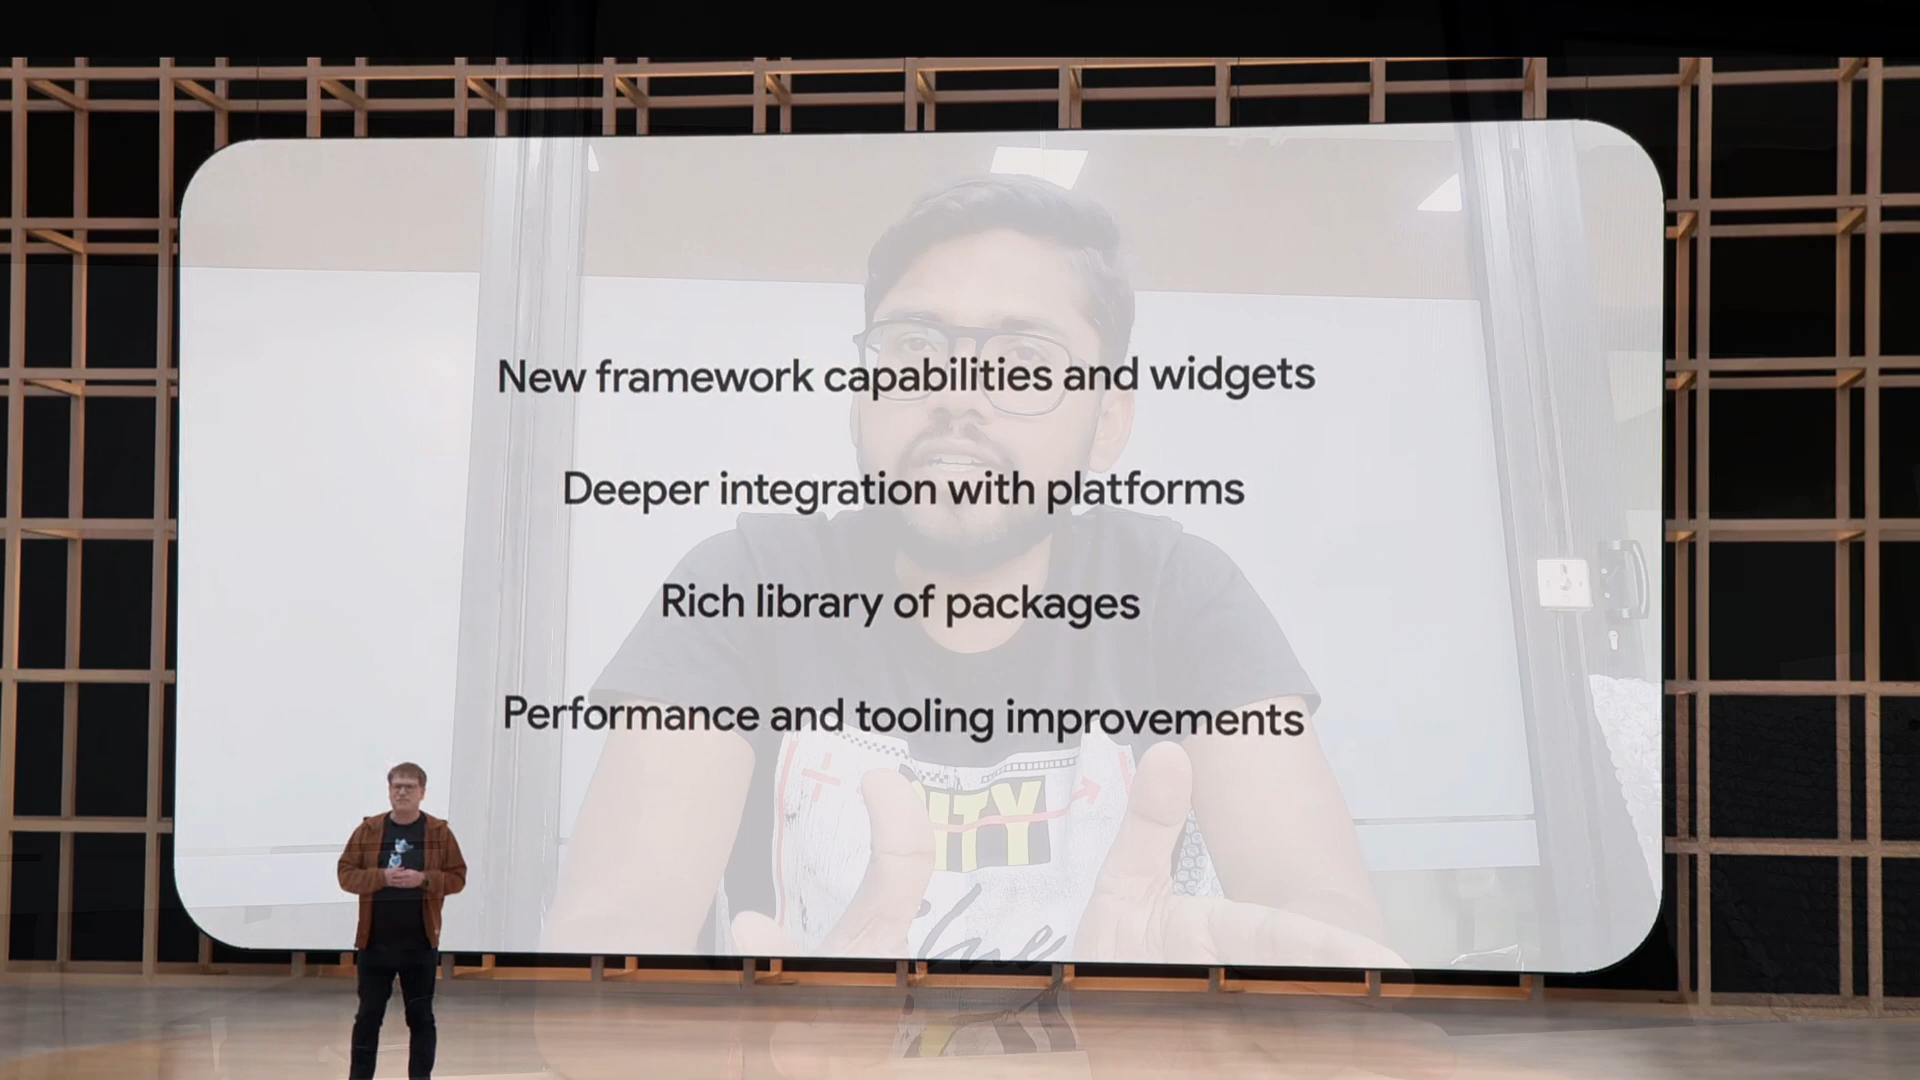 New framework capabilities and widgets
Deeper integration with platforms
Rich library of packages
Performance and tooling improvements